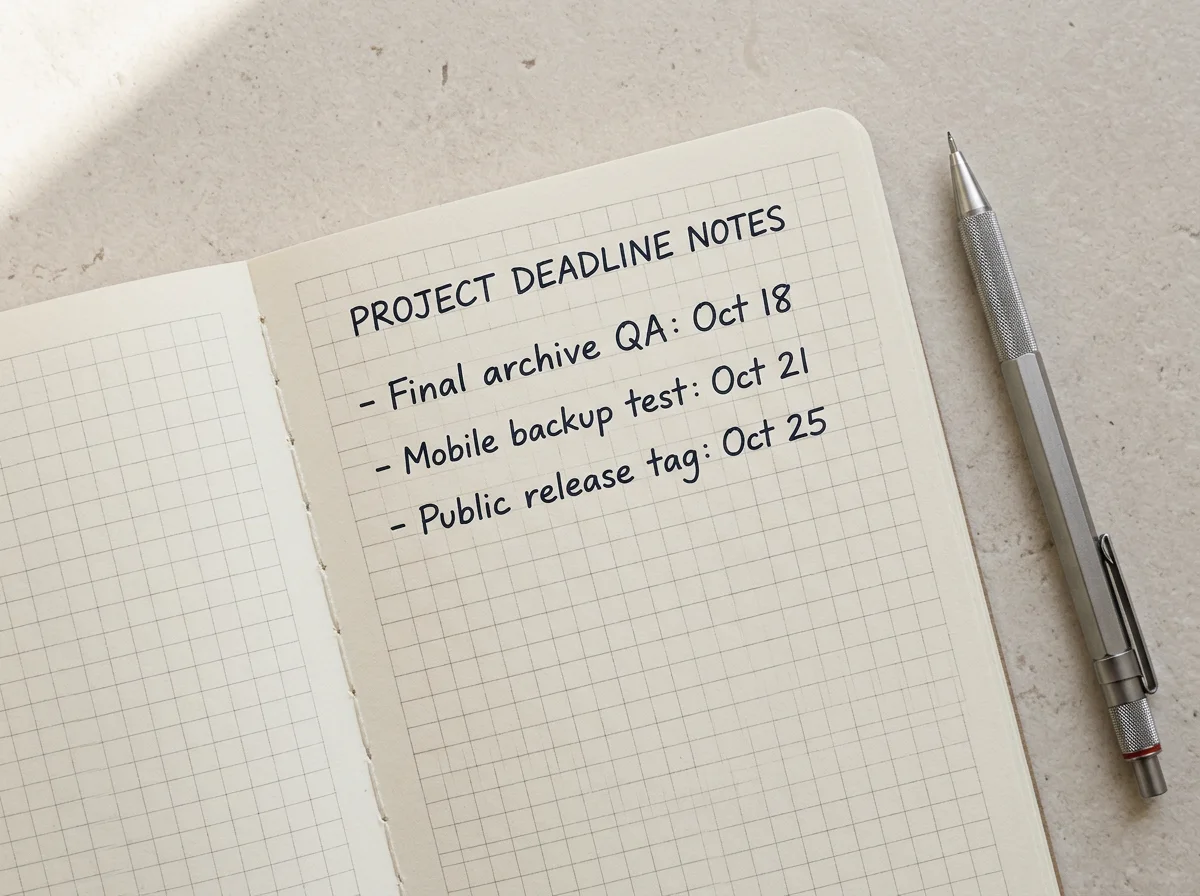 PROJECT DEADLINE NOTES
- Final archive QA: Oct 18
- Mobile backup test: Oct 21
- Public release tag: Oct 25